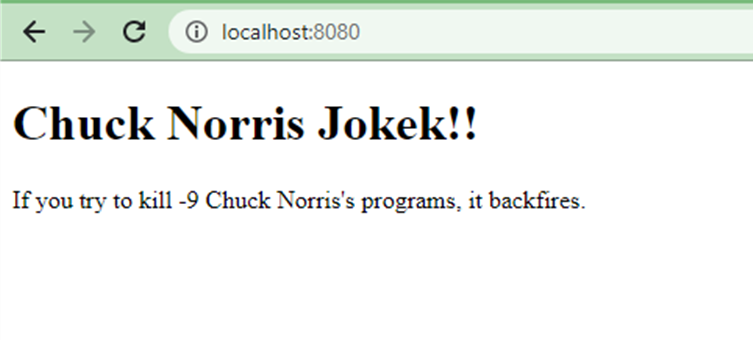 localhost:8080
Chuck Norris Jokek!!
If you try to kill -9 Chuck Norris's programs, it backfires.